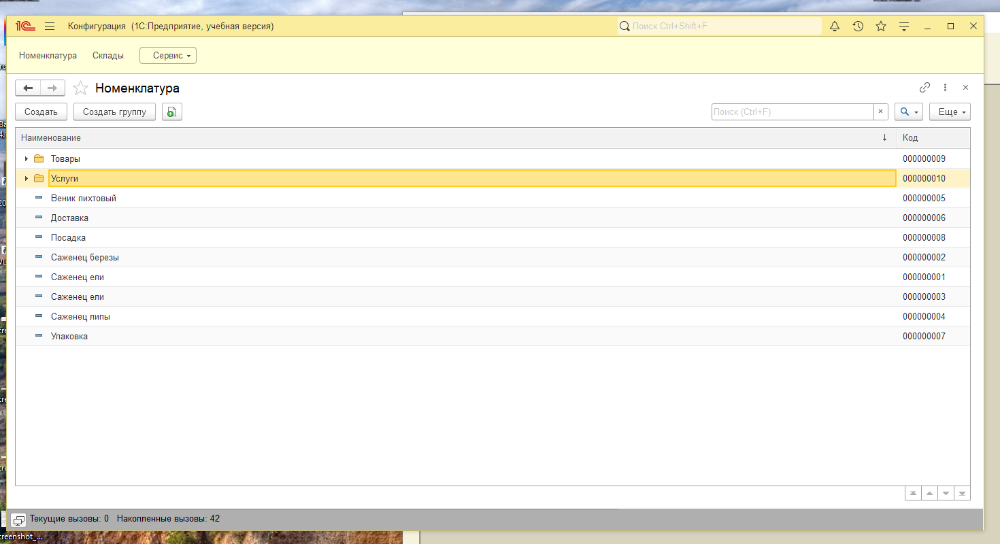 1С Конфигурация (1С:Предприятие, учебная версия) Поиск Ctrl+Shift+F
Номенклатура Склады Сервис
Номенклатура
Создать Создать группу Поиск (Ctrl+F) × Еще
Наименование ↓ Код
Товары 000000009
Услуги 000000010
Веник пихтовый 000000005
Доставка 000000006
Посадка 000000008
Саженец березы 000000002
Саженец ели 000000001
Саженец ели 000000003
Саженец липы 000000004
Упаковка 000000007
Текущие вызовы: 0 Накопленные вызовы: 42
creenshot_...